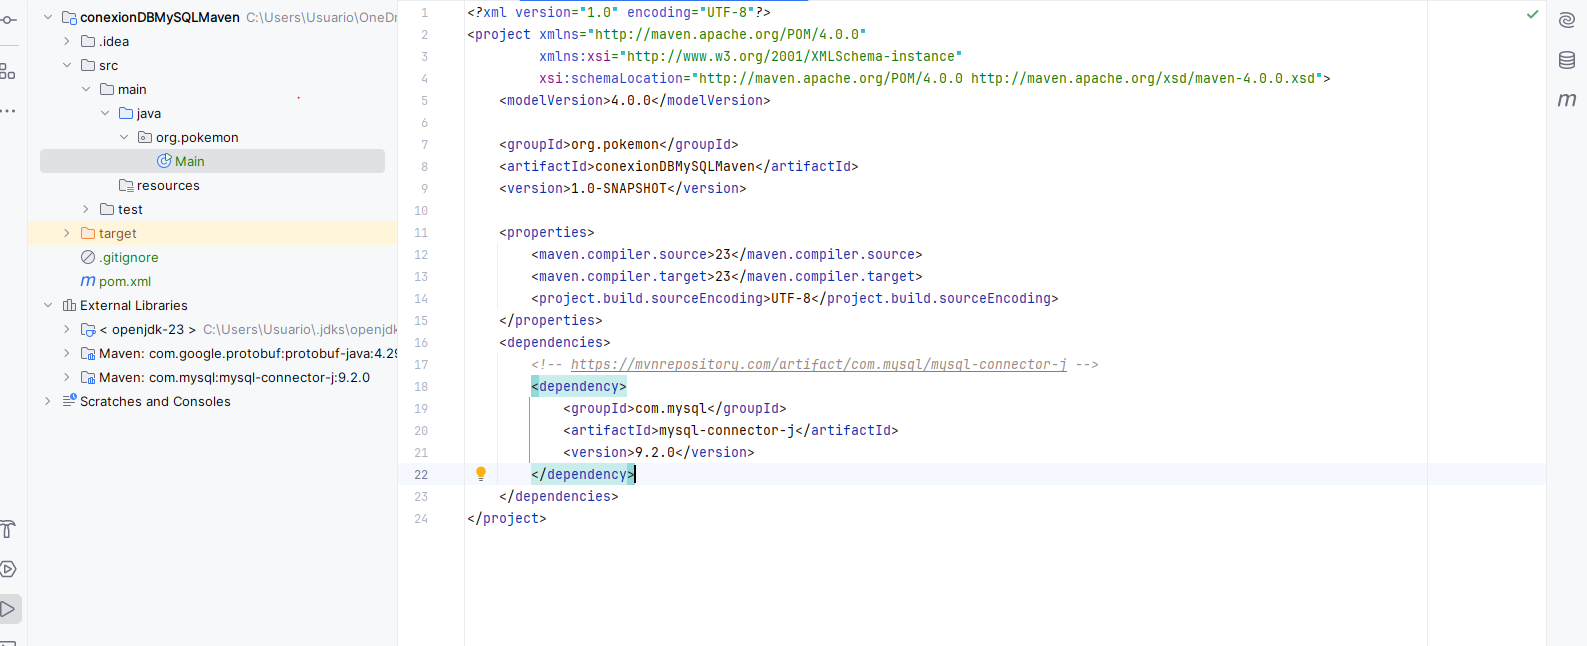 conexionDBMySQLMaven C:\Users\Usuario\OneDr
.idea
src
main
java
org.pokemon
Main
resources
test
target
.gitignore
m pom.xml
External Libraries
< openjdk-23 > C:\Users\Usuario\.jdks\openjdk
Maven: com.google.protobuf:protobuf-java:4.29
Maven: com.mysql:mysql-connector-j:9.2.0
Scratches and Consoles
1 <?xml version="1.0" encoding="UTF-8"?>
2 <project xmlns="http://maven.apache.org/POM/4.0.0"
3 xmlns:xsi="http://www.w3.org/2001/XMLSchema-instance"
4 xsi:schemaLocation="http://maven.apache.org/POM/4.0.0 http://maven.apache.org/xsd/maven-4.0.0.xsd">
5 <modelVersion>4.0.0</modelVersion>
6
7 <groupId>org.pokemon</groupId>
8 <artifactId>conexionDBMySQLMaven</artifactId>
9 <version>1.0-SNAPSHOT</version>
10
11 <properties>
12 <maven.compiler.source>23</maven.compiler.source>
13 <maven.compiler.target>23</maven.compiler.target>
14 <project.build.sourceEncoding>UTF-8</project.build.sourceEncoding>
15 </properties>
16 <dependencies>
17 <!-- https://mvnrepository.com/artifact/com.mysql/mysql-connector-j -->
18 <dependency>
19 <groupId>com.mysql</groupId>
20 <artifactId>mysql-connector-j</artifactId>
21 <version>9.2.0</version>
22 </dependency>
23 </dependencies>
24 </project>
m